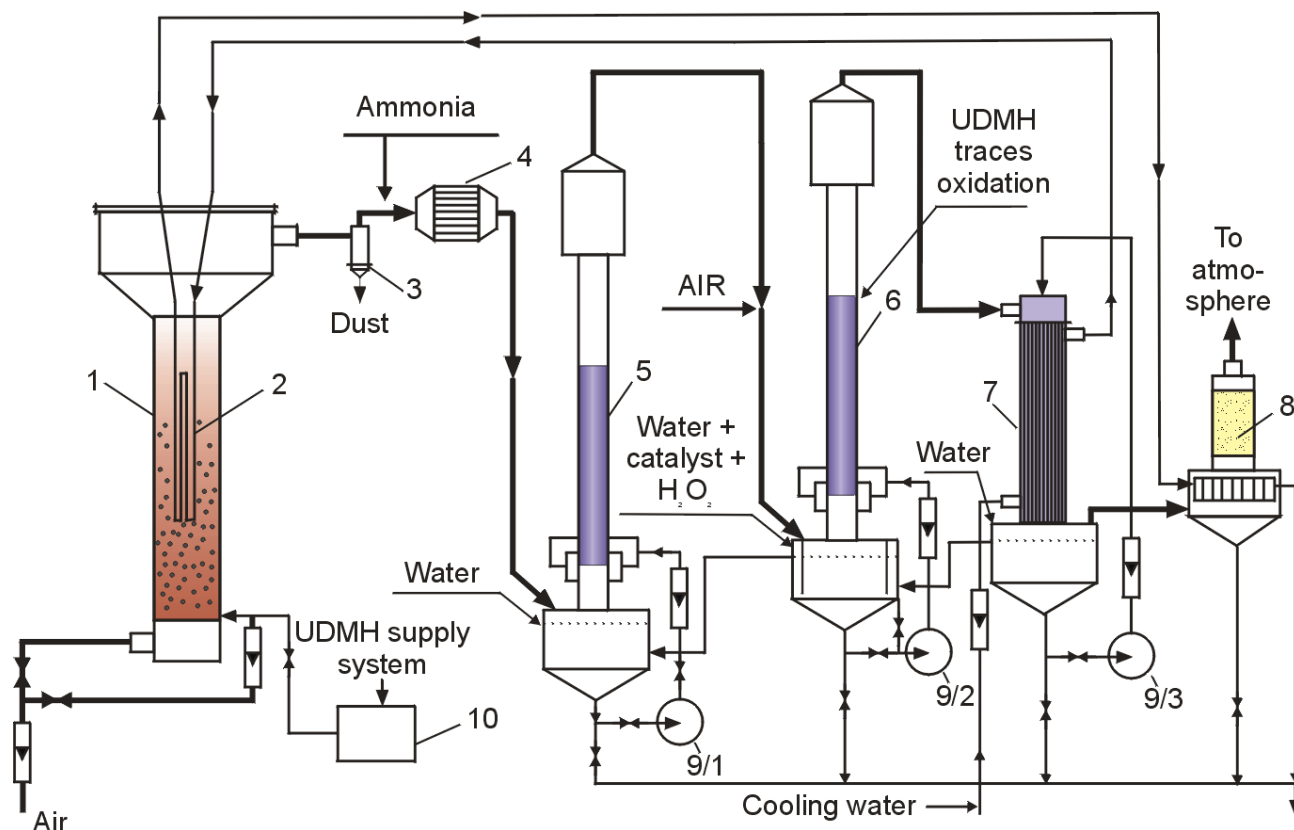 Ammonia
4
UDMH
traces
oxidation
To
atmo-
sphere
3
Dust
AIR
6
1
2
5
7
8
Water +
catalyst +
H₂O₂
Water
Water
UDMH supply
system
10
9/1
9/2
9/3
Cooling water
Air